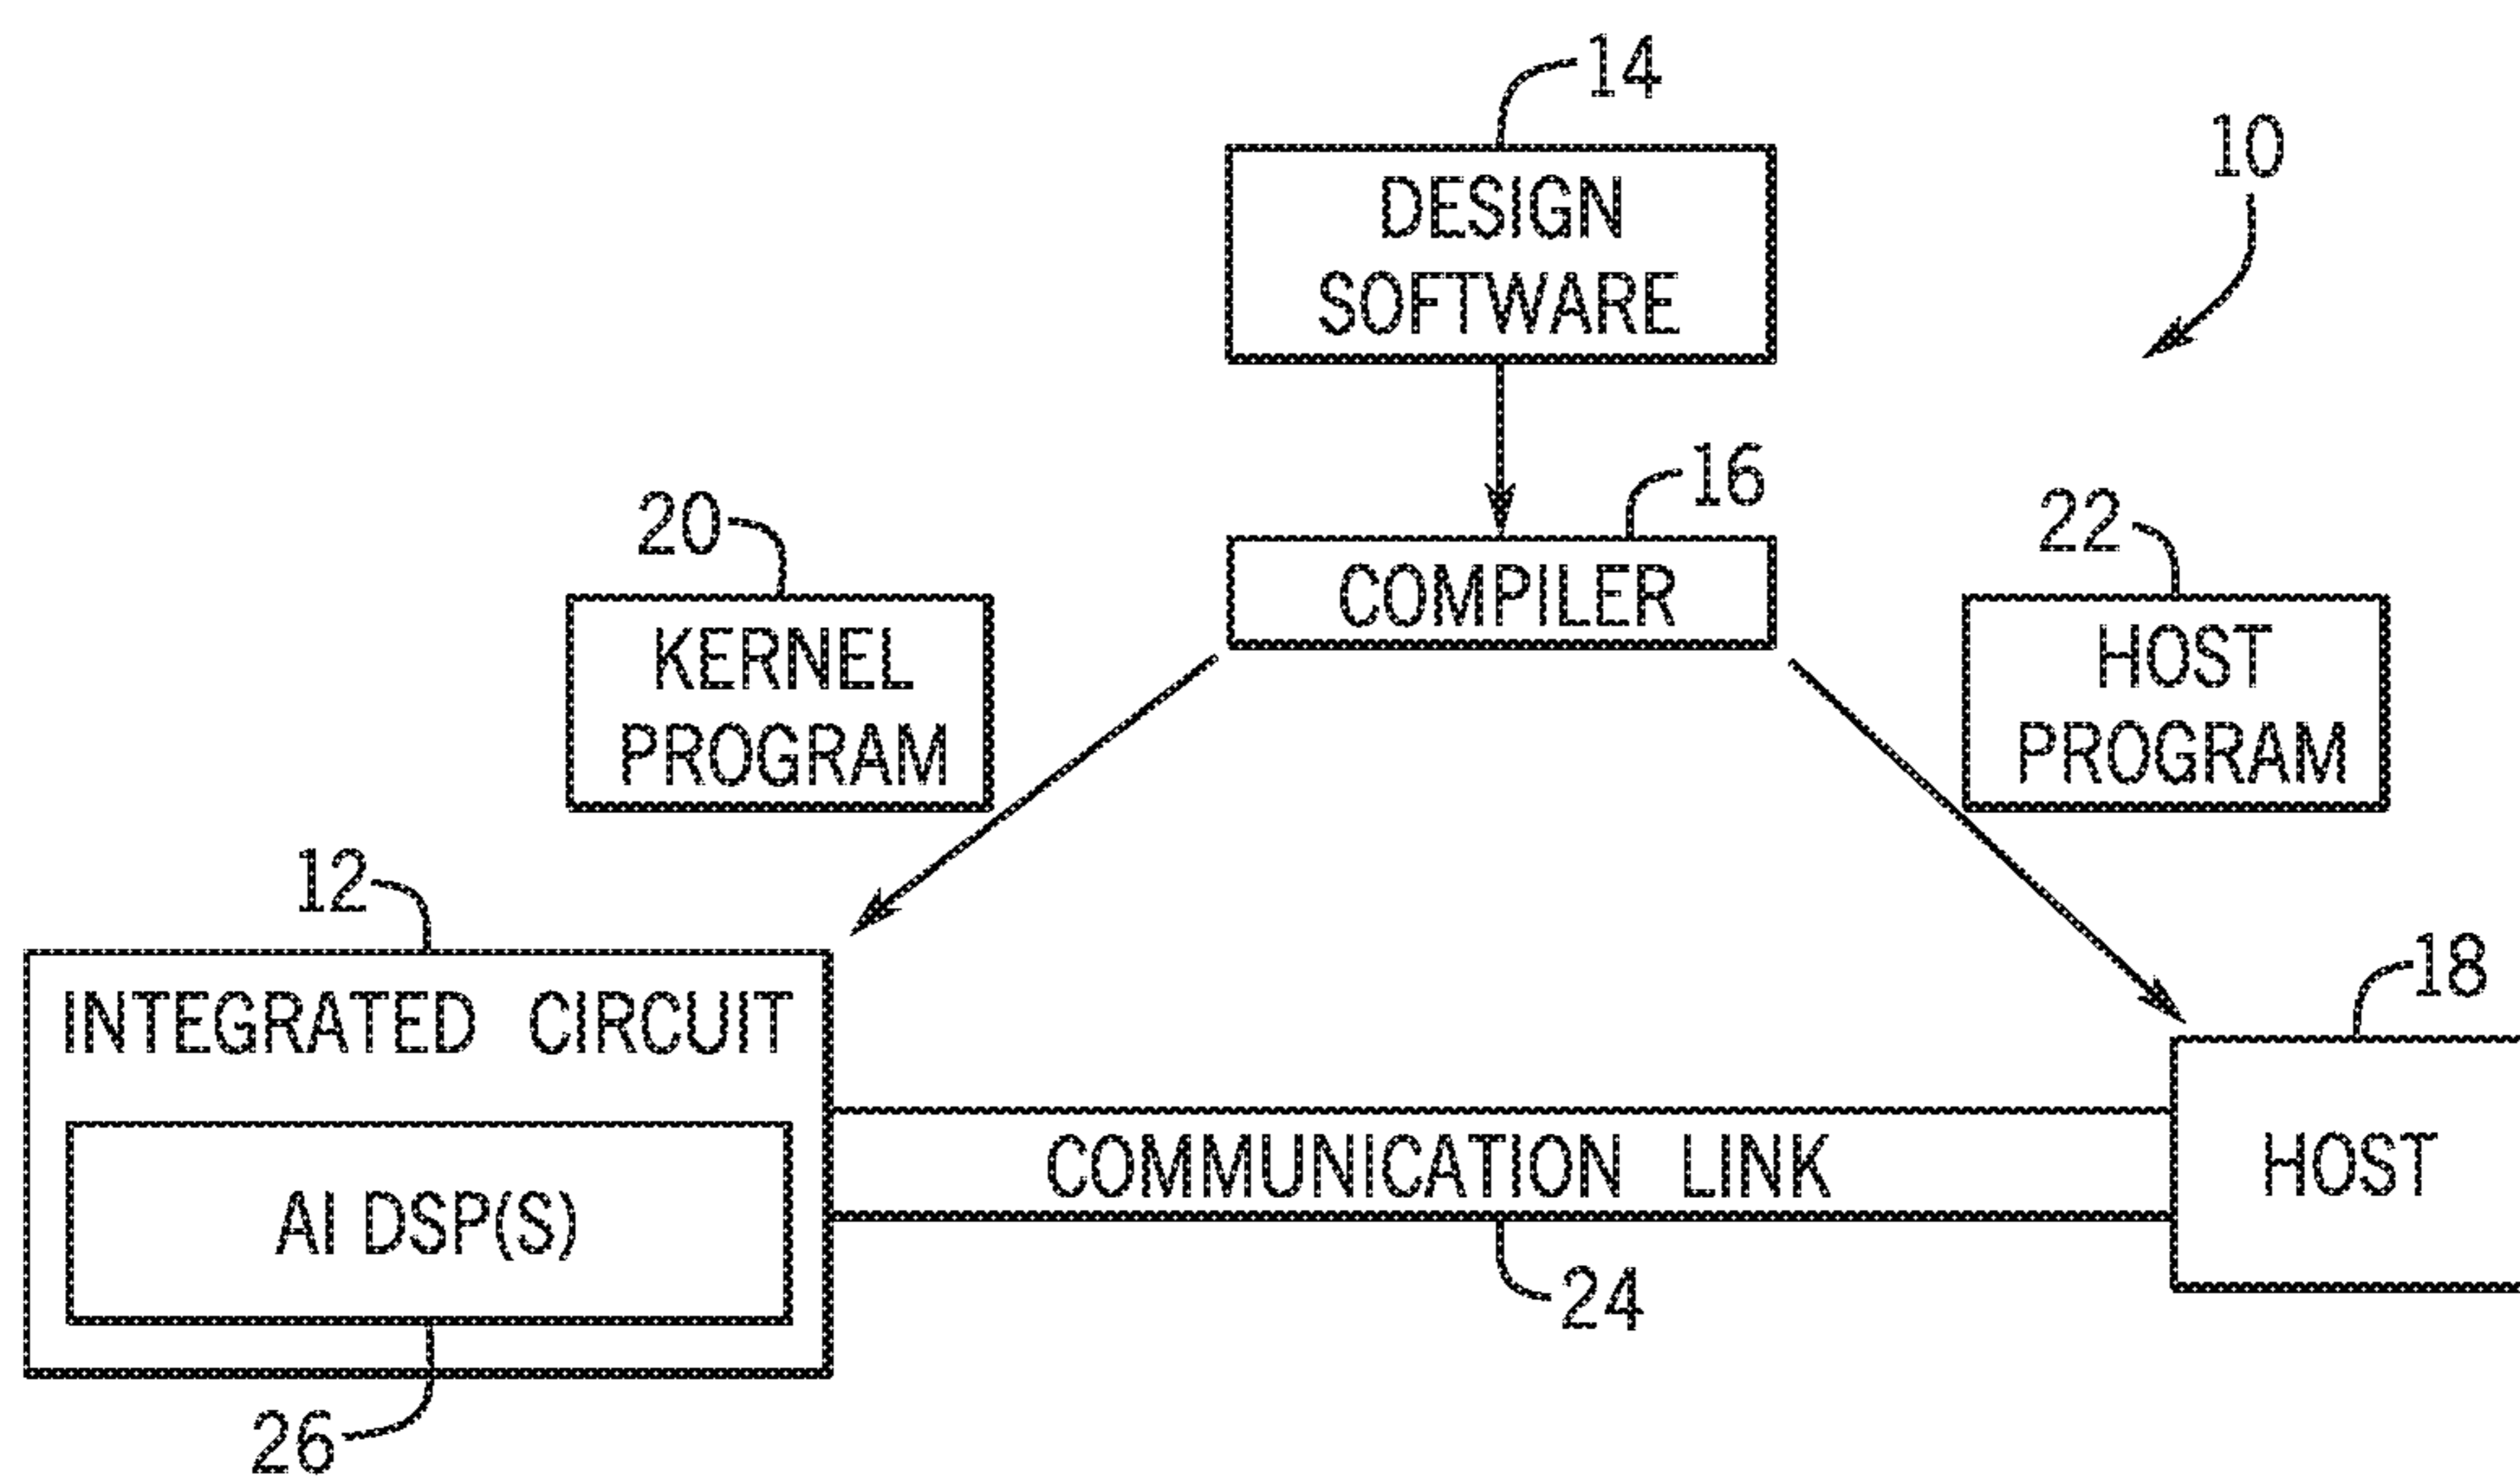 14
10
DESIGN
SOFTWARE
16
20
22
COMPILER
KERNEL
PROGRAM
HOST
PROGRAM
12
18
INTEGRATED CIRCUIT
COMMUNICATION LINK
HOST
AI DSP(S)
24
26